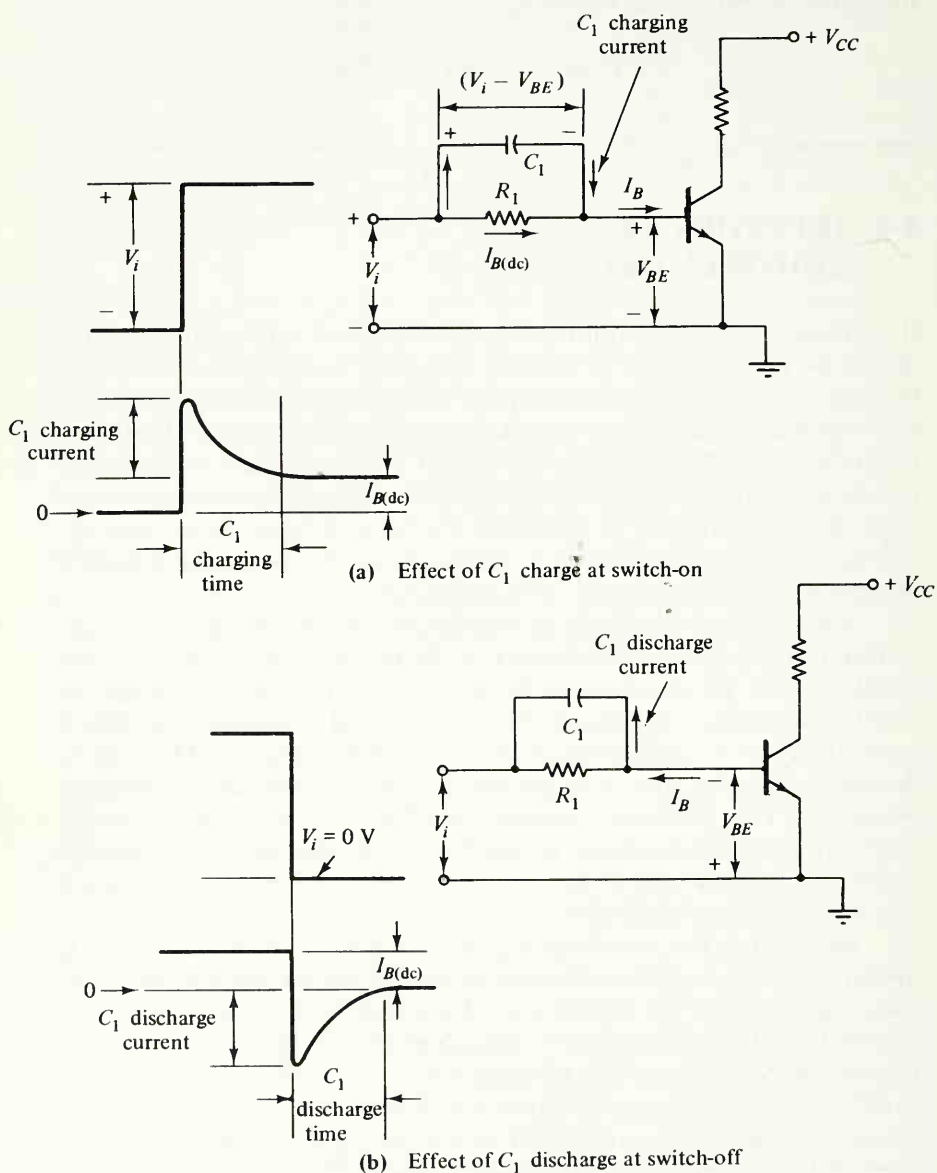 C1 charging
current
+ VCC
(Vi − VBE)
+
−
C1
R1
IB
+
+
IB(dc)
Vi
VBE
−
−
+
Vi
−
C1 charging
current
0
IB(dc)
C1
charging
time
(a) Effect of C1 charge at switch-on
+ VCC
C1 discharge
current
C1
R1
IB
−
Vi
VBE
+
Vi = 0 V
IB(dc)
0
C1 discharge
current
C1
discharge
time
(b) Effect of C1 discharge at switch-off